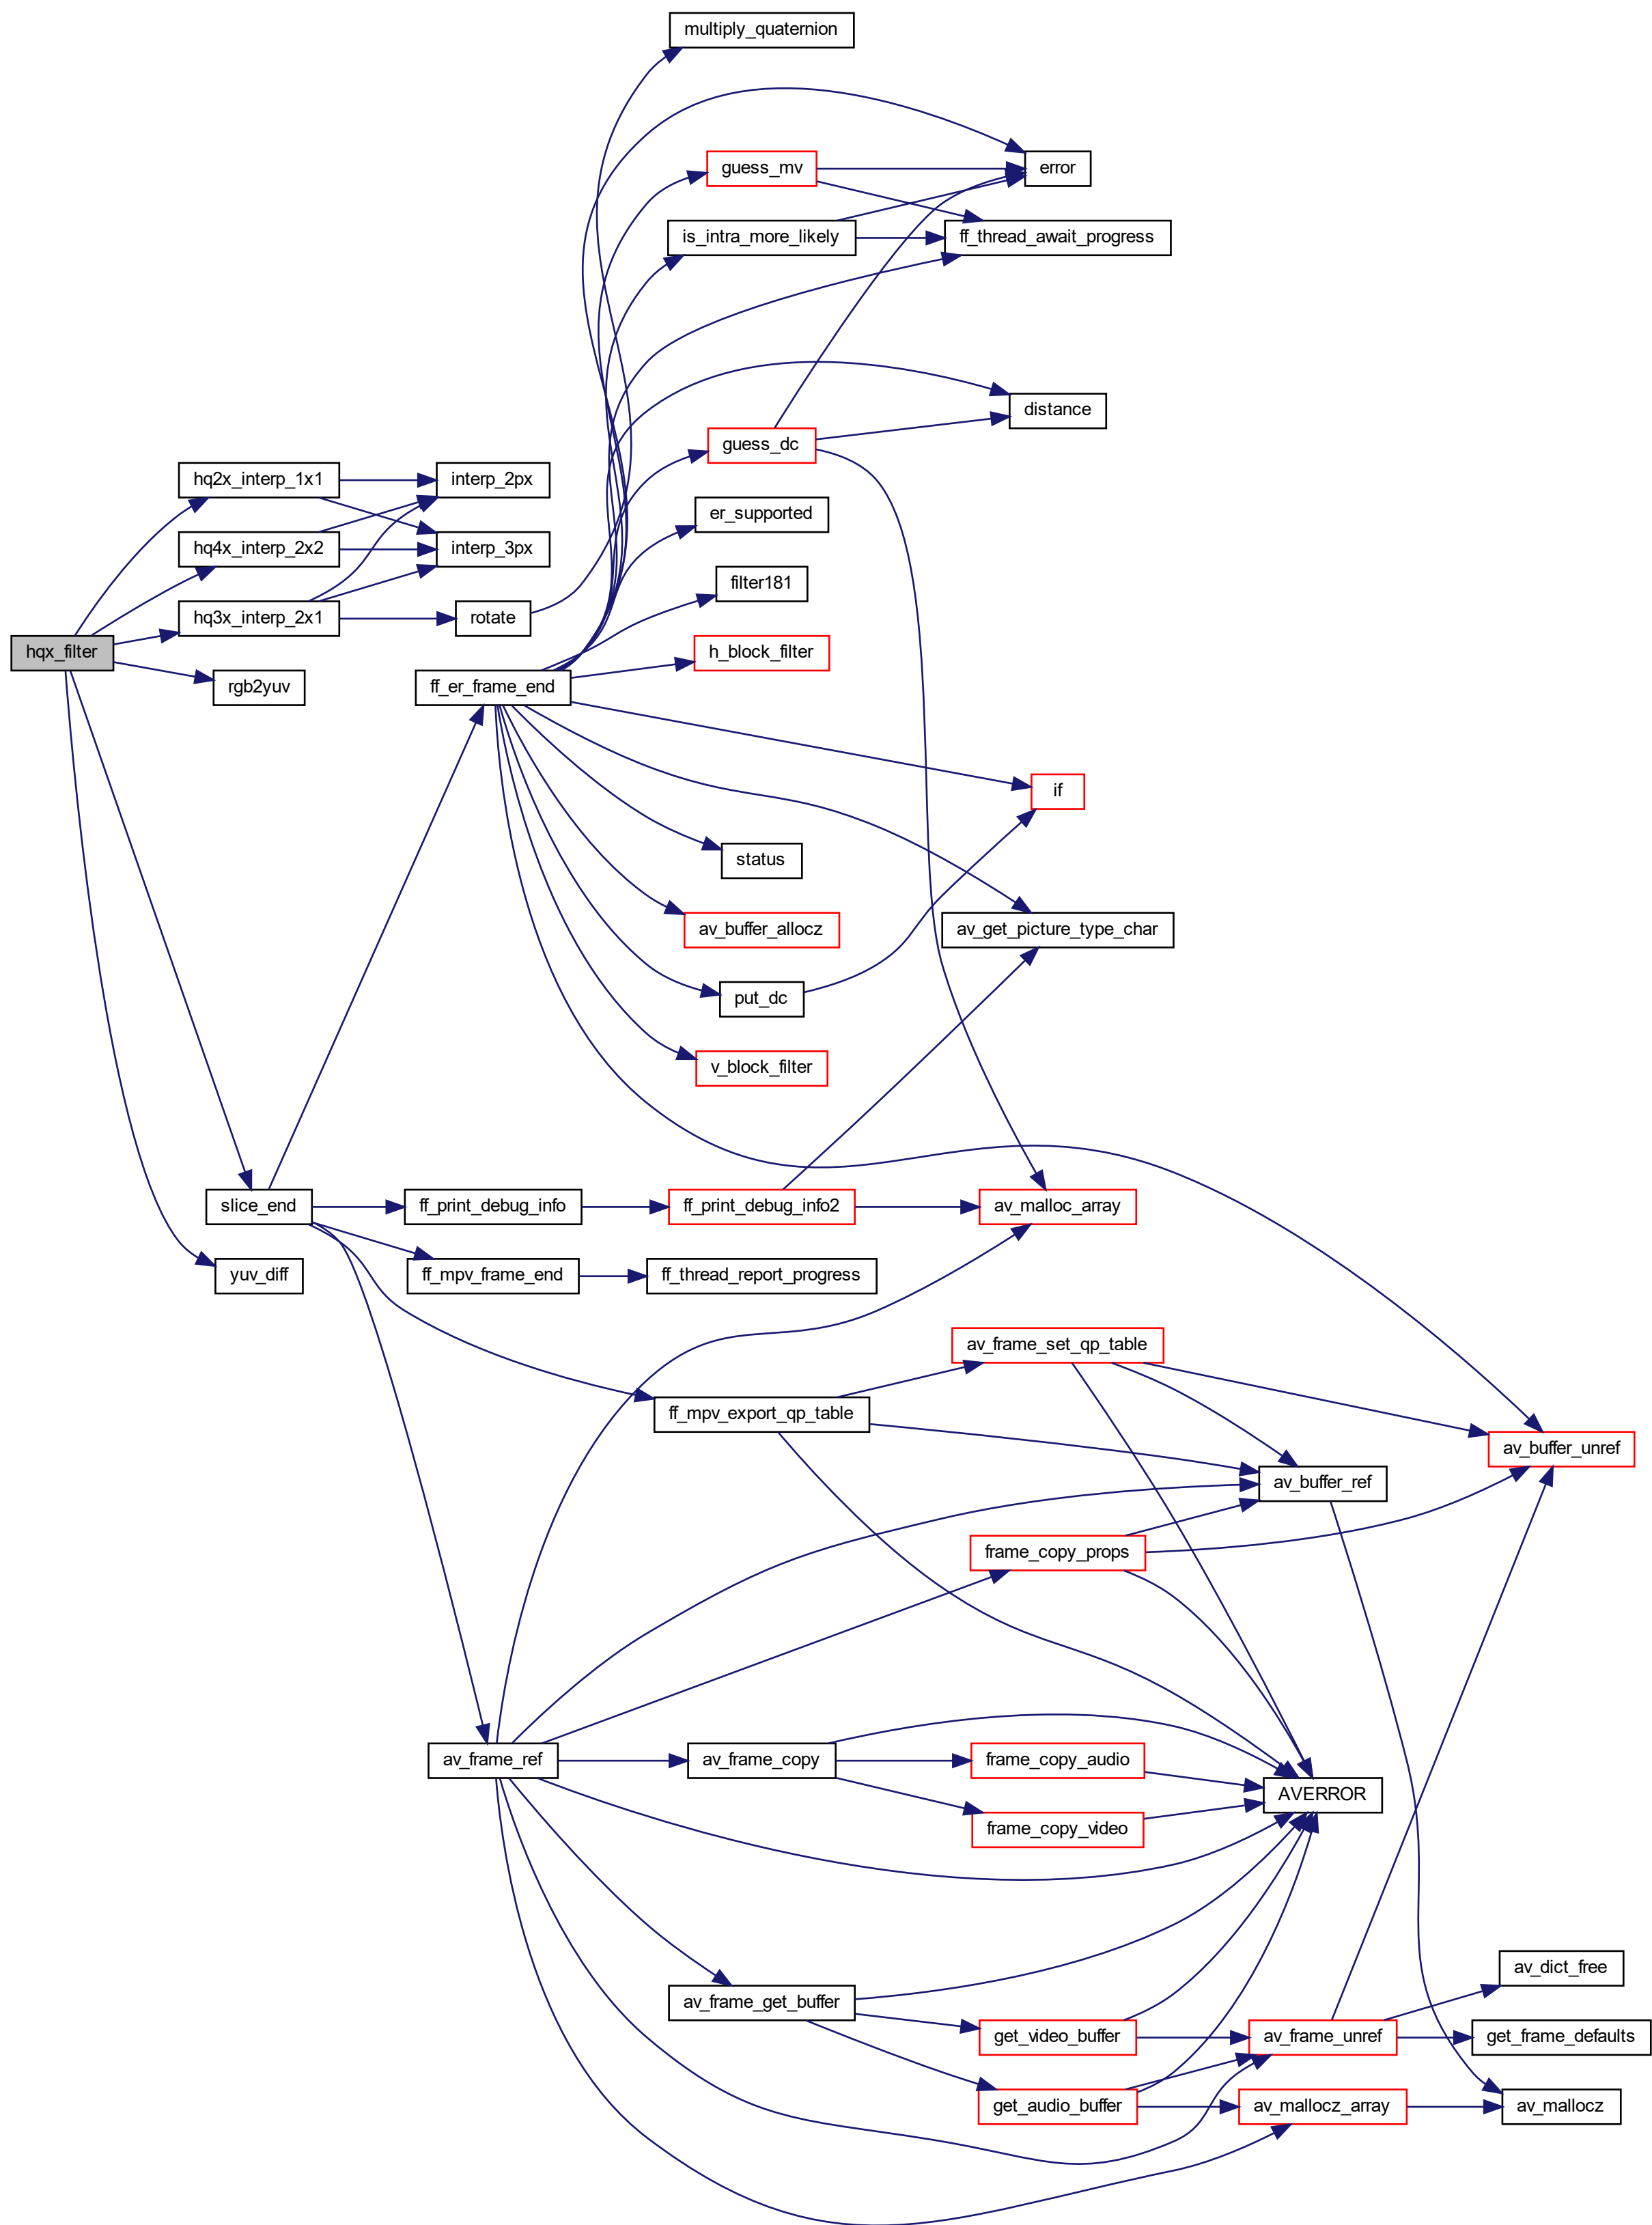 multiply_quaternion
guess_mv
error
is_intra_more_likely
ff_thread_await_progress
distance
guess_dc
hq2x_interp_1x1
interp_2px
er_supported
hq4x_interp_2x2
interp_3px
filter181
hq3x_interp_2x1
rotate
hqx_filter
h_block_filter
rgb2yuv
ff_er_frame_end
if
status
av_buffer_allocz
av_get_picture_type_char
put_dc
v_block_filter
slice_end
ff_print_debug_info
ff_print_debug_info2
av_malloc_array
yuv_diff
ff_mpv_frame_end
ff_thread_report_progress
av_frame_set_qp_table
ff_mpv_export_qp_table
av_buffer_unref
av_buffer_ref
frame_copy_props
av_frame_ref
av_frame_copy
frame_copy_audio
AVERROR
frame_copy_video
av_dict_free
av_frame_get_buffer
get_video_buffer
av_frame_unref
get_frame_defaults
get_audio_buffer
av_mallocz_array
av_mallocz